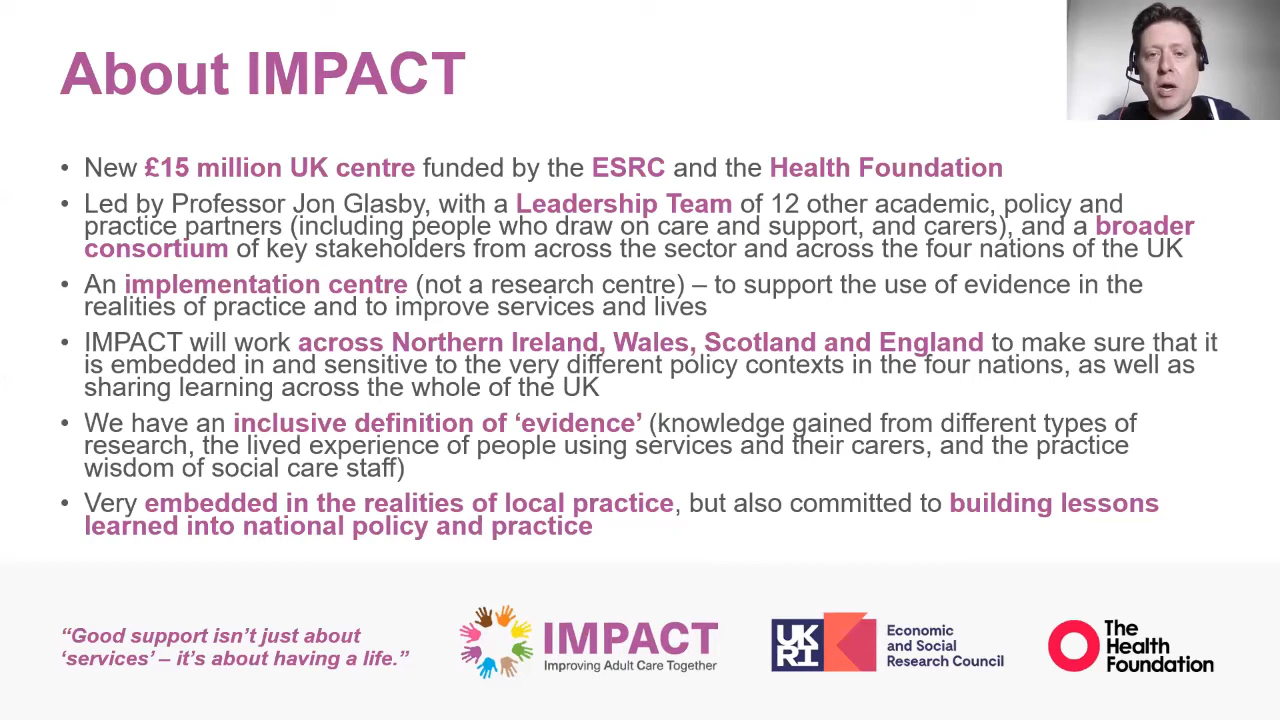 About IMPACT
• New £15 million UK centre funded by the ESRC and the Health Foundation
• Led by Professor Jon Glasby, with a Leadership Team of 12 other academic, policy and
practice partners (including people who draw on care and support, and carers), and a broader
consortium of key stakeholders from across the sector and across the four nations of the UK
• An implementation centre (not a research centre) – to support the use of evidence in the
realities of practice and to improve services and lives
• IMPACT will work across Northern Ireland, Wales, Scotland and England to make sure that it
is embedded in and sensitive to the very different policy contexts in the four nations, as well as
sharing learning across the whole of the UK
• We have an inclusive definition of ‘evidence’ (knowledge gained from different types of
research, the lived experience of people using services and their carers, and the practice
wisdom of social care staff)
• Very embedded in the realities of local practice, but also committed to building lessons
learned into national policy and practice
“Good support isn’t just about
‘services’ – it’s about having a life.”
IMPACT
Improving Adult Care Together
UK
RI
Economic
and Social
Research Council
The
Health
Foundation